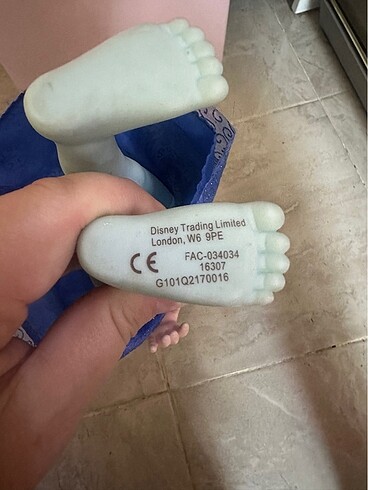 Disney Trading Limited
London, W6 9PE
CE FAC-034034
16307
G101Q2170016